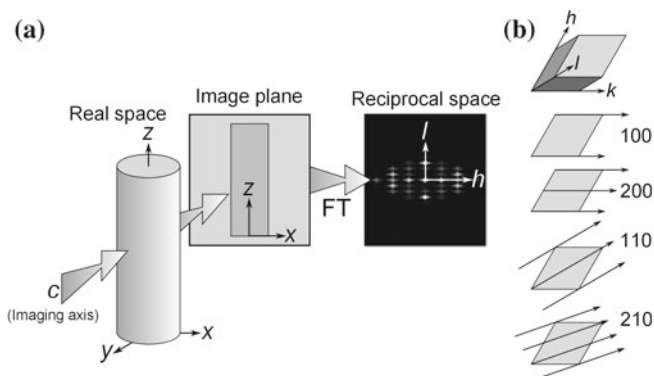 (a)
Real space
z
c
(Imaging axis)
y
x
Image plane
z
x
FT
Reciprocal space
l
h
(b)
h
l
k
100
200
110
210